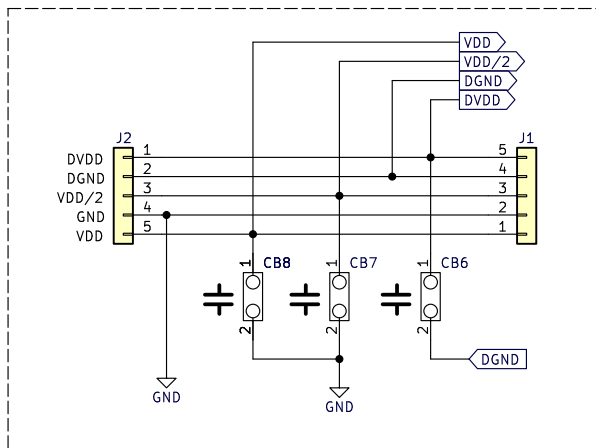 VDD
VDD/2
DGND
DVDD
J2
J1
DVDD 1 5
DGND 2 4
VDD/2 3 3
GND 4 2
VDD 5 1
1 CB8 1 CB7 1 CB6
2 2 2
DGND
GND
GND